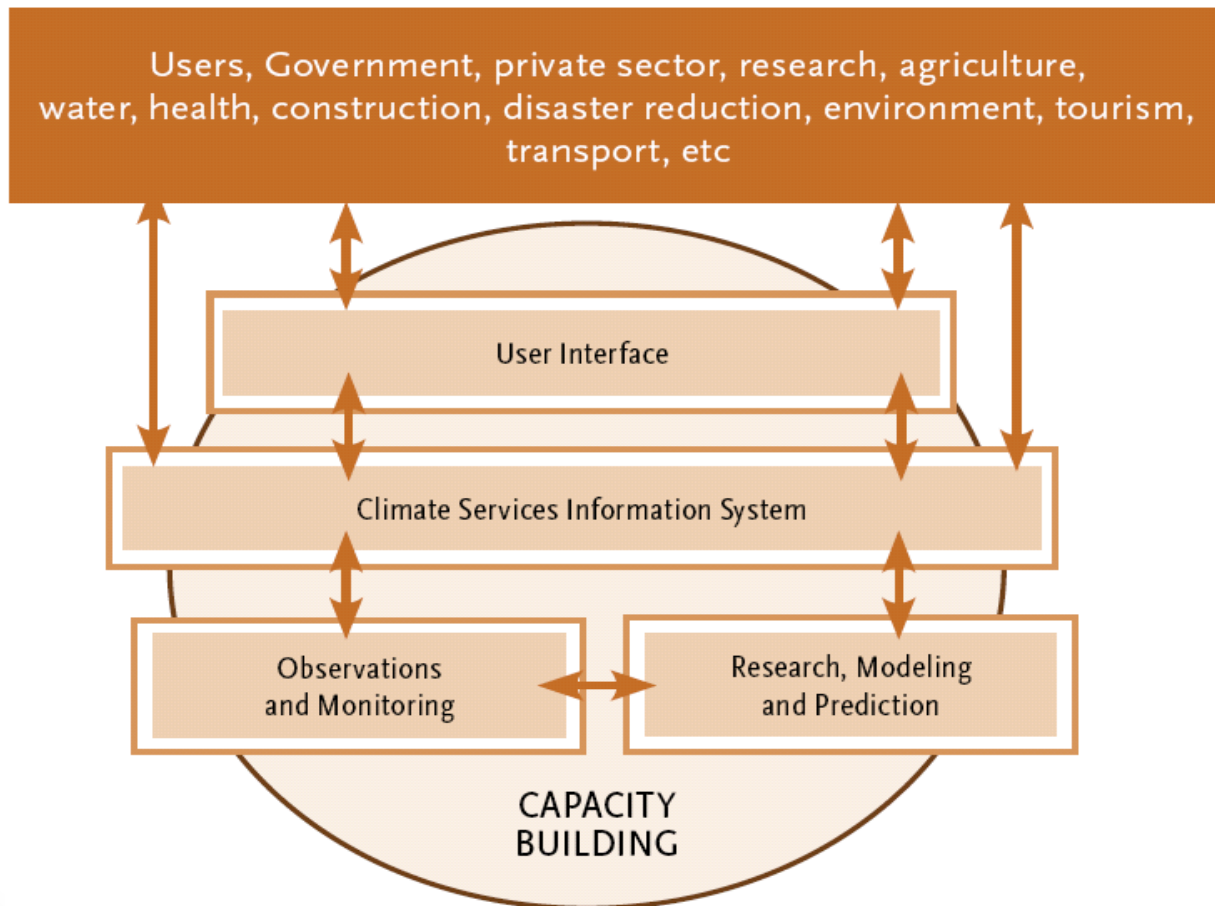 Users, Government, private sector, research, agriculture,
water, health, construction, disaster reduction, environment, tourism,
transport, etc
User Interface
Climate Services Information System
Observations
and Monitoring
Research, Modeling
and Prediction
CAPACITY
BUILDING